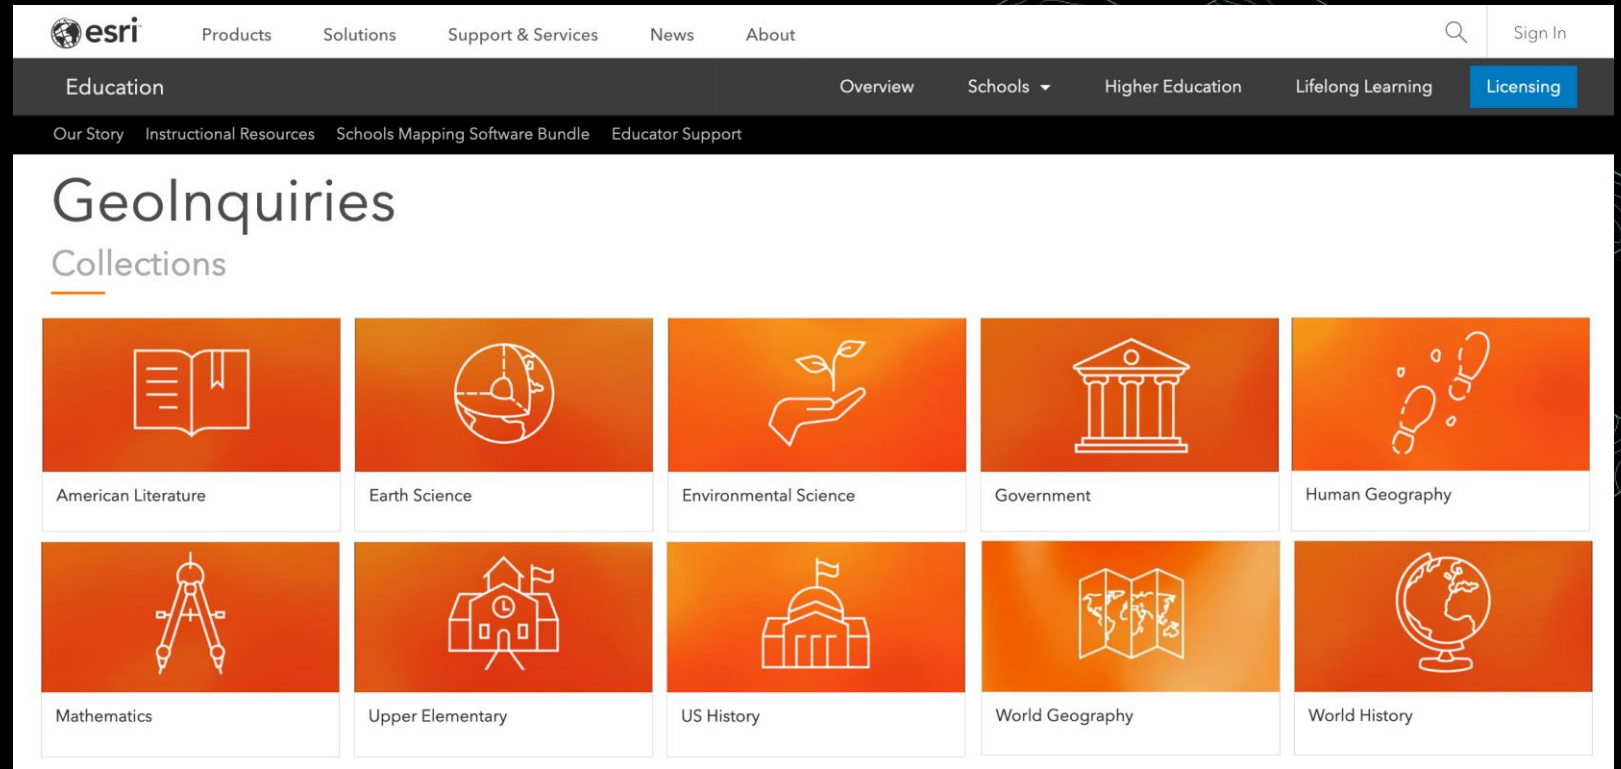 esri Products Solutions Support & Services News About Sign In
Education Overview Schools Higher Education Lifelong Learning Licensing
Our Story Instructional Resources Schools Mapping Software Bundle Educator Support
GeoInquiries
Collections
American Literature Earth Science Environmental Science Government Human Geography
Mathematics Upper Elementary US History World Geography World History